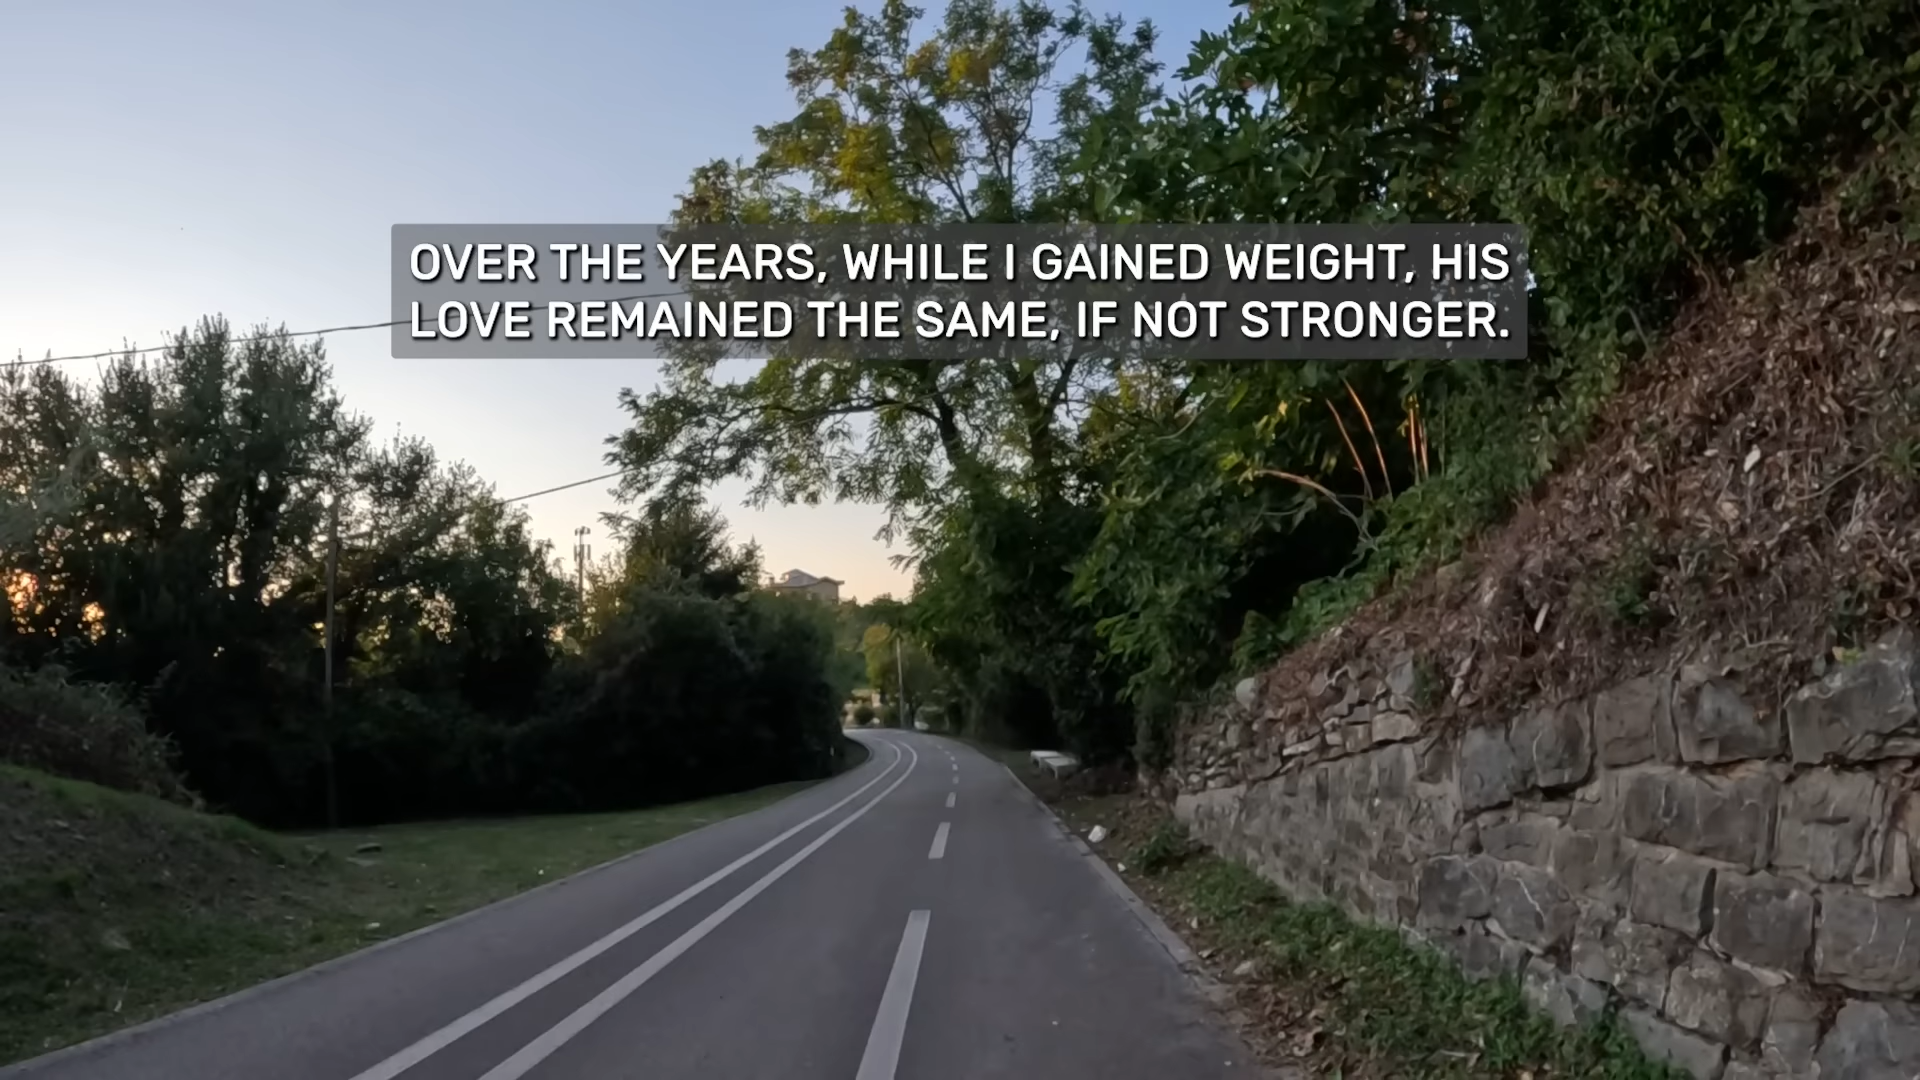 OVER THE YEARS, WHILE I GAINED WEIGHT, HIS
LOVE REMAINED THE SAME, IF NOT STRONGER.